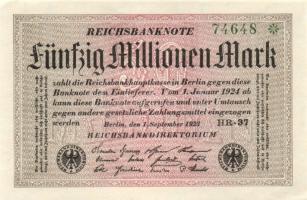 REICHSBANKNOTE
74648 *
Fünfzig Millionen Mark
zahlt die Reichsbankhauptkasse in Berlin gegen diese
Banknote dem Einlieferer. Vom 1. Januar 1924 ab
kann diese Banknote aufgerufen und unter Umtausch
gegen andere gesetzliche Zahlungsmittel eingezogen
werden
Berlin, den 1. September 1923
HR-37
REICHSBANKDIREKTORIUM